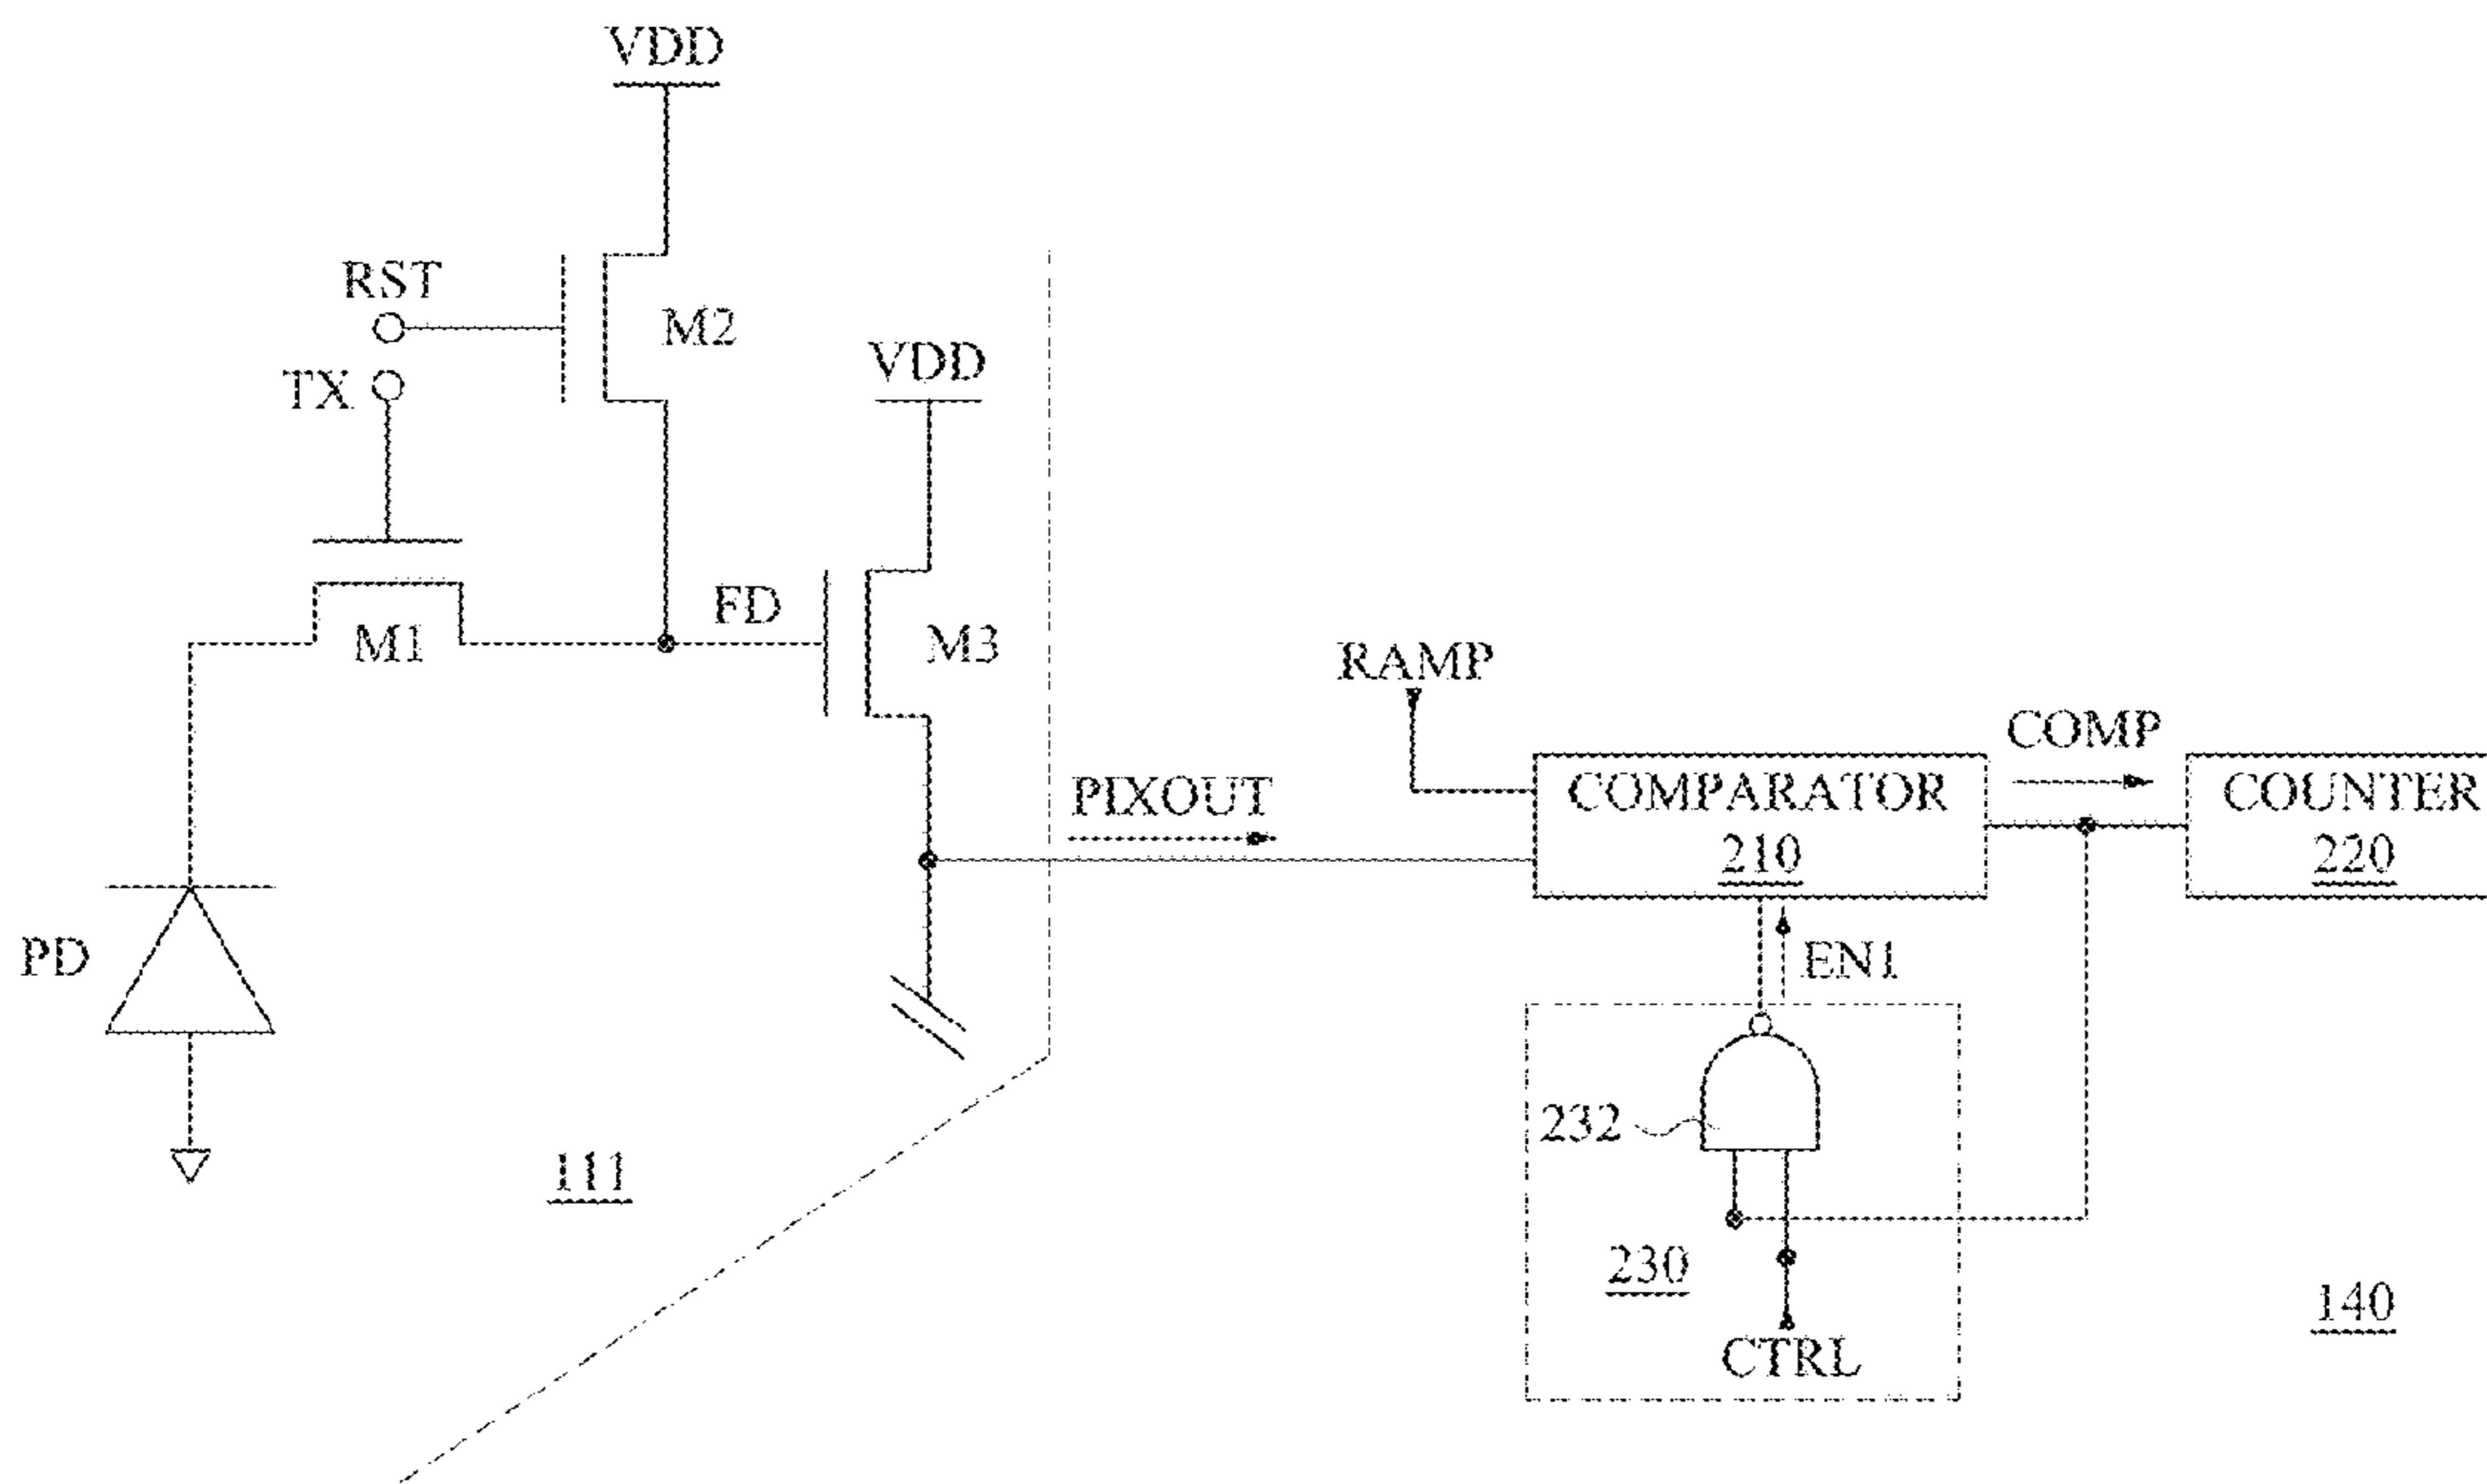 VDD
RST
M2
TX
VDD
FD
M1
M3
RAMP
COMP
PIXOUT
COMPARATOR
210
COUNTER
220
PD
EN1
232
111
230
140
CTRL